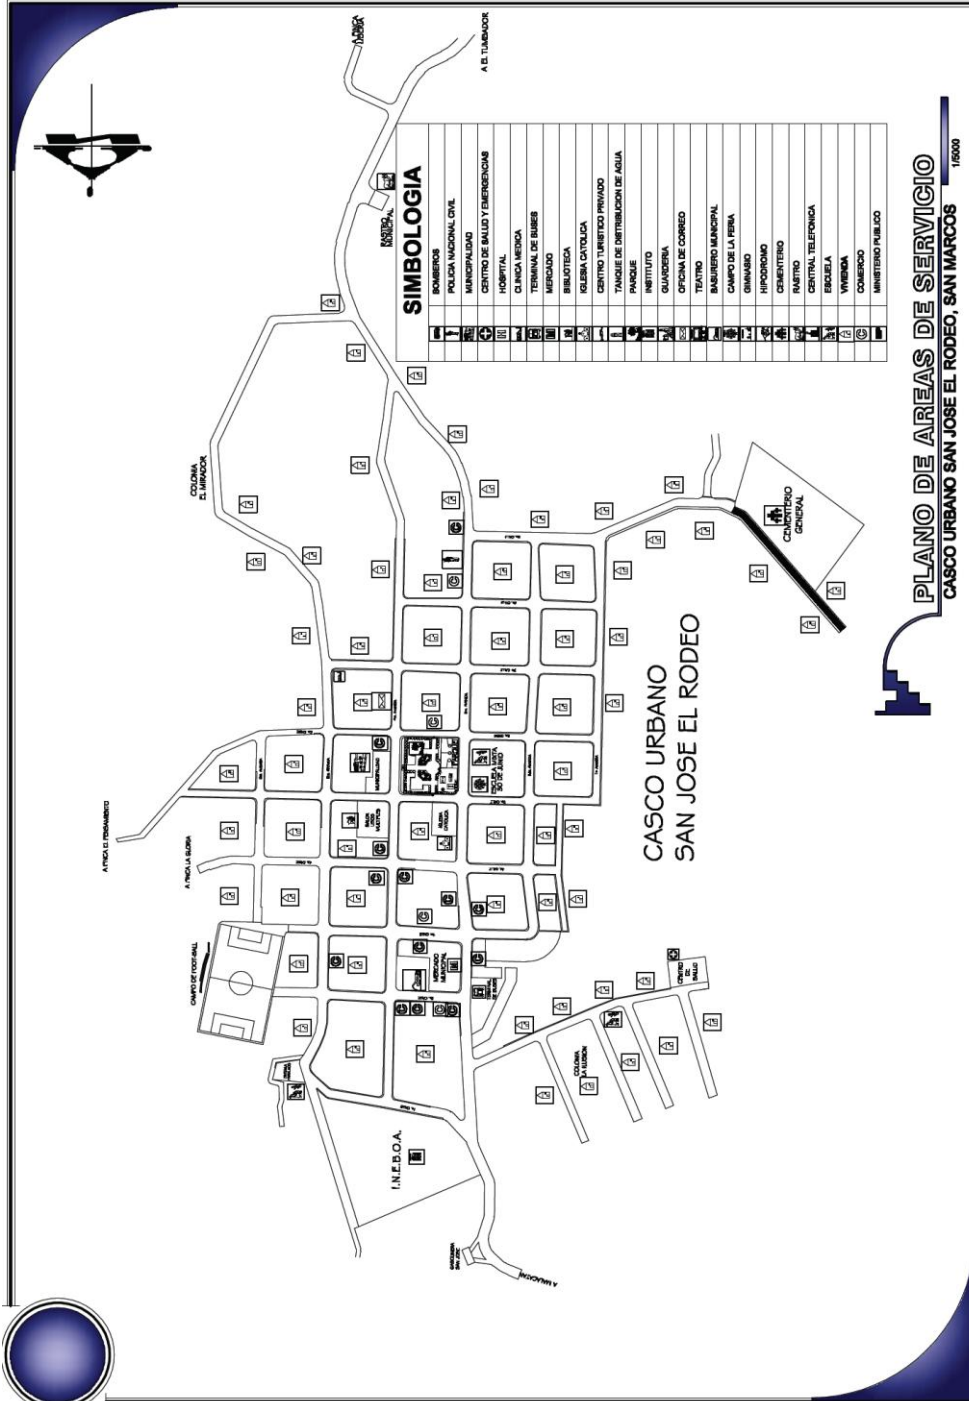 PLANO DE AREAS DE SERVICIO
CASCO URBANO SAN JOSE EL RODEO, SAN MARCOS
1/5000
SIMBOLOGIA
BOMBEROS
POLICIA NACIONAL CIVIL
MUNICIPALIDAD
CENTRO DE SALUD Y EMERGENCIAS
HOSPITAL
CLINICA MEDICA
TERMINAL DE BUSES
MERCADO
BIBLIOTECA
IGLESIA CATOLICA
CENTRO TURISTICO PRIVADO
TANQUE DE DISTRIBUCION DE AGUA
PARQUE
INSTITUTO
GUARDERIA
OFICINA DE CORREO
TEATRO
BASURERO MUNICIPAL
CAMPO DE LA FERIA
GIMNASIO
HIPODROMO
CEMENTERIO
RASTRO
CENTRAL TELEFONICA
ESCUELA
VIVIENDA
COMERCIO
MINISTERIO PUBLICO
A EL TUMBADOR
RASTRO
MUNICIPAL
COLONIA
EL MIRADOR
A FINCA EL PENSAMIENTO
A FINCA LA GLORIA
CAMPO DE FOOT-BALL
MUNICIPALIDAD
IGLESIA
CATOLICA
PARQUE
MERCADO
MUNICIPAL
CEMENTERIO
GENERAL
CASCO URBANO
SAN JOSE EL RODEO
COLONIA
LA ILUSION
I.N.E.B.O.A.
GASOLINERA
SAN JOSE
A MALACATAN